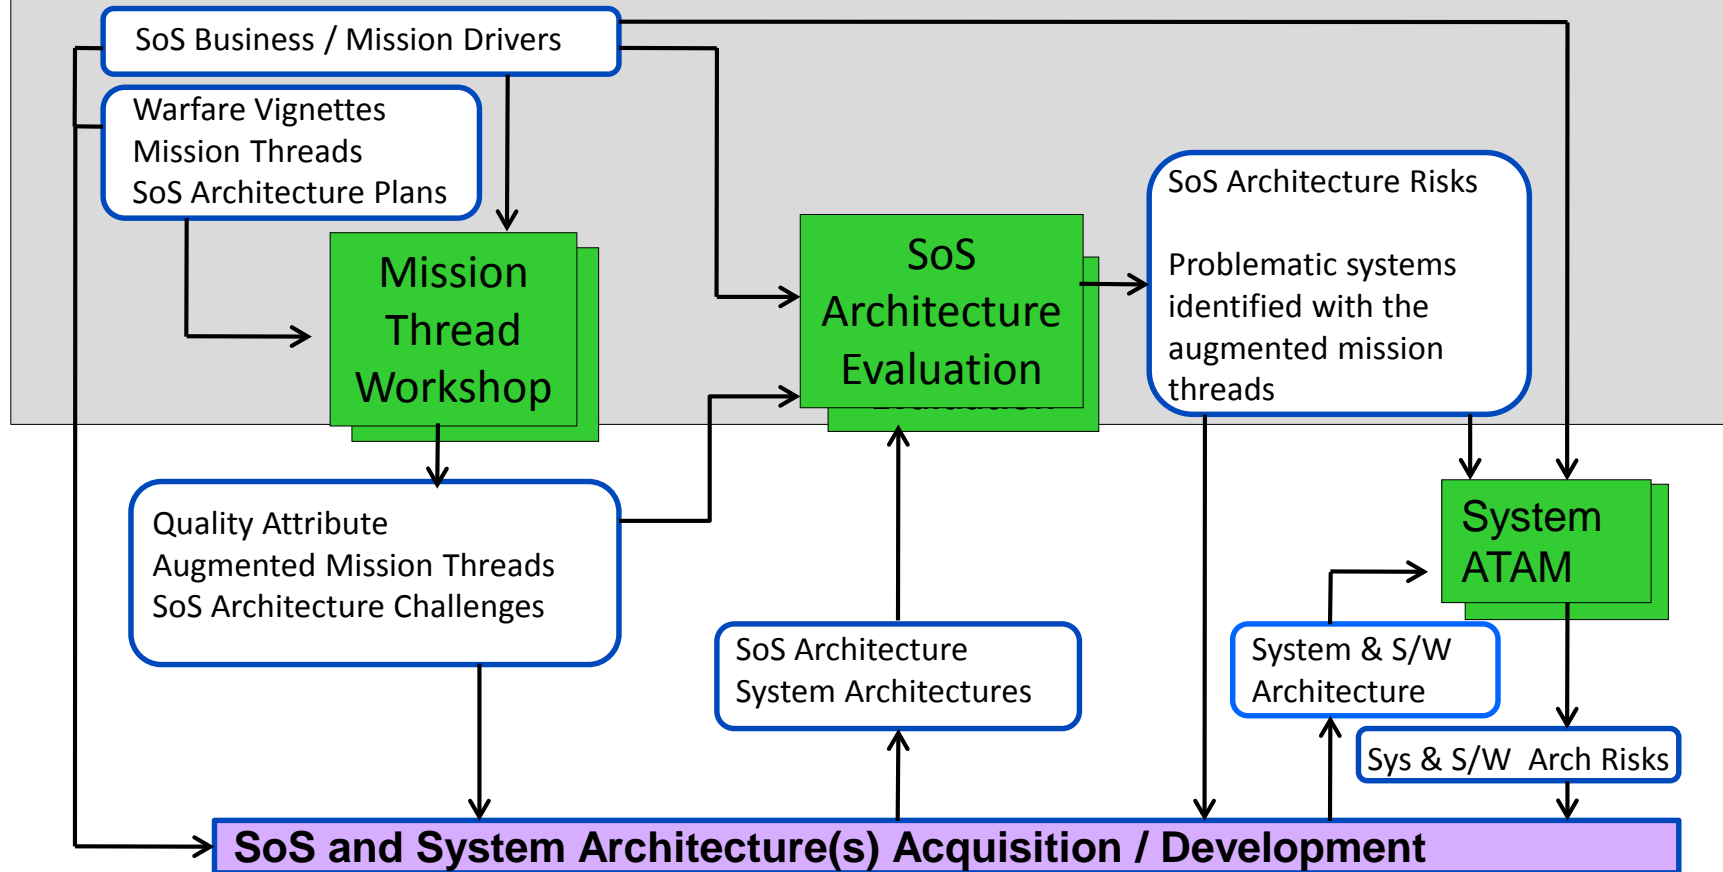 SoS Business / Mission Drivers
Warfare Vignettes
Mission Threads
SoS Architecture Plans
Mission
Thread
Workshop
SoS
Architecture
Evaluation
SoS Architecture Risks
Problematic systems
identified with the
augmented mission
threads
Quality Attribute
Augmented Mission Threads
SoS Architecture Challenges
System
ATAM
SoS Architecture
System Architectures
System & S/W
Architecture
Sys & S/W Arch Risks
SoS and System Architecture(s) Acquisition / Development